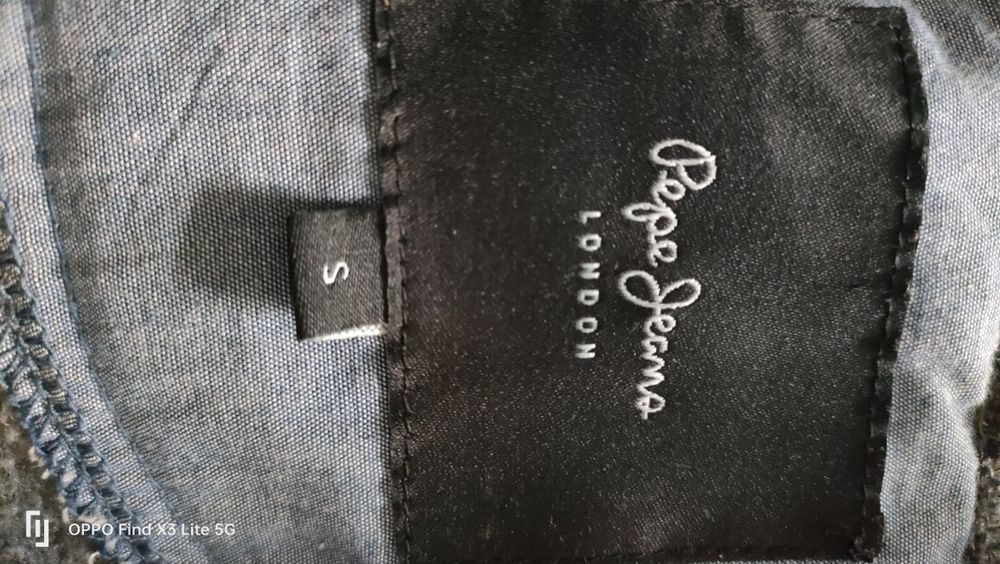 Pepe Jeans
LONDON
S
OPPO Find X3 Lite 5G